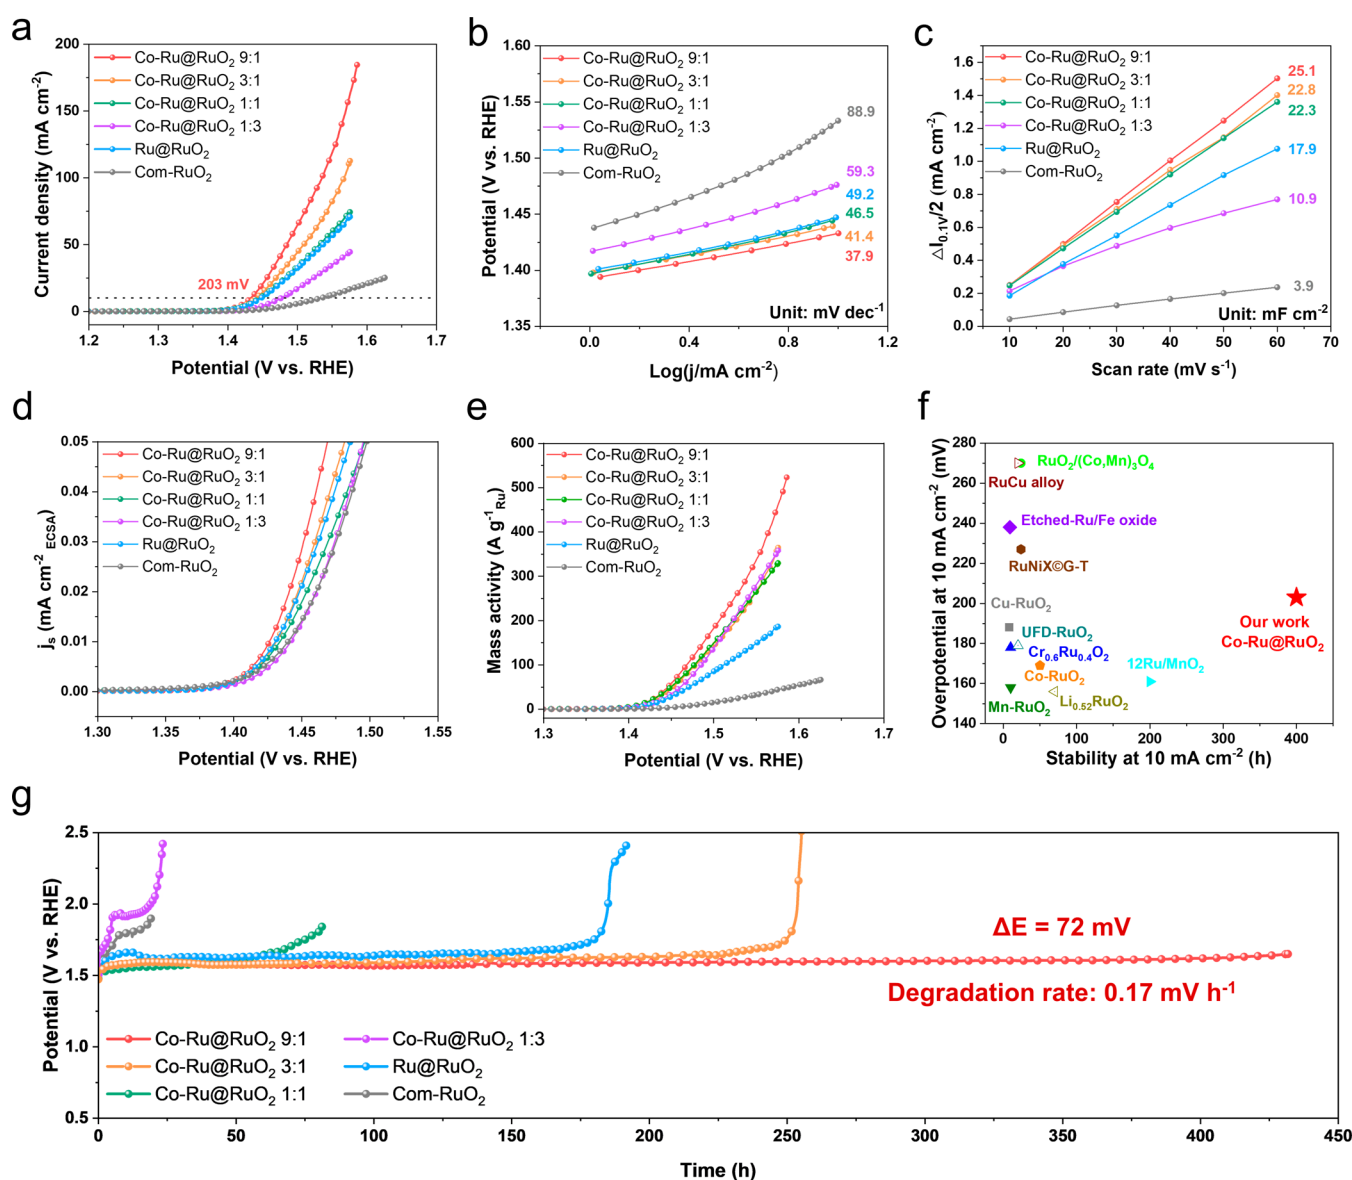 a
Current density (mA cm⁻²)
200
150
100
50
0
Co-Ru@RuO₂ 9:1
Co-Ru@RuO₂ 3:1
Co-Ru@RuO₂ 1:1
Co-Ru@RuO₂ 1:3
Ru@RuO₂
Com-RuO₂
203 mV
1.2 1.3 1.4 1.5 1.6 1.7
Potential (V vs. RHE)
b
Potential (V vs. RHE)
1.60
1.55
1.50
1.45
1.40
1.35
Co-Ru@RuO₂ 9:1
Co-Ru@RuO₂ 3:1
Co-Ru@RuO₂ 1:1
Co-Ru@RuO₂ 1:3
Ru@RuO₂
Com-RuO₂
88.9
59.3
49.2
46.5
41.4
37.9
Unit: mV dec⁻¹
0.0 0.4 0.8 1.2
Log(j/mA cm⁻²)
c
ΔI₀.₁ᵥ/2 (mA cm⁻²)
1.6
1.4
1.2
1.0
0.8
0.6
0.4
0.2
0.0
Co-Ru@RuO₂ 9:1
Co-Ru@RuO₂ 3:1
Co-Ru@RuO₂ 1:1
Co-Ru@RuO₂ 1:3
Ru@RuO₂
Com-RuO₂
25.1
22.8
22.3
17.9
10.9
3.9
Unit: mF cm⁻²
10 20 30 40 50 60 70
Scan rate (mV s⁻¹)
d
jₛ (mA cm⁻² ECSA)
0.05
0.04
0.03
0.02
0.01
0.00
Co-Ru@RuO₂ 9:1
Co-Ru@RuO₂ 3:1
Co-Ru@RuO₂ 1:1
Co-Ru@RuO₂ 1:3
Ru@RuO₂
Com-RuO₂
1.30 1.35 1.40 1.45 1.50 1.55
Potential (V vs. RHE)
e
Mass activity (A g⁻¹Ru)
600
500
400
300
200
100
0
Co-Ru@RuO₂ 9:1
Co-Ru@RuO₂ 3:1
Co-Ru@RuO₂ 1:1
Co-Ru@RuO₂ 1:3
Ru@RuO₂
Com-RuO₂
1.3 1.4 1.5 1.6 1.7
Potential (V vs. RHE)
f
Overpotential at 10 mA cm⁻² (mV)
280
260
240
220
200
180
160
140
RuO₂/(Co,Mn)₃O₄
RuCu alloy
Etched-Ru/Fe oxide
RuNiX©G-T
Cu-RuO₂
UFD-RuO₂
Cr₀.₆Ru₀.₄O₂
Co-RuO₂
12Ru/MnO₂
Mn-RuO₂
Li₀.₅₂RuO₂
Our work
Co-Ru@RuO₂
0 100 200 300 400
Stability at 10 mA cm⁻² (h)
g
Potential (V vs. RHE)
2.5
2.0
1.5
1.0
0.5
ΔE = 72 mV
Degradation rate: 0.17 mV h⁻¹
Co-Ru@RuO₂ 9:1
Co-Ru@RuO₂ 3:1
Co-Ru@RuO₂ 1:1
Co-Ru@RuO₂ 1:3
Ru@RuO₂
Com-RuO₂
0 50 100 150 200 250 300 350 400 450
Time (h)